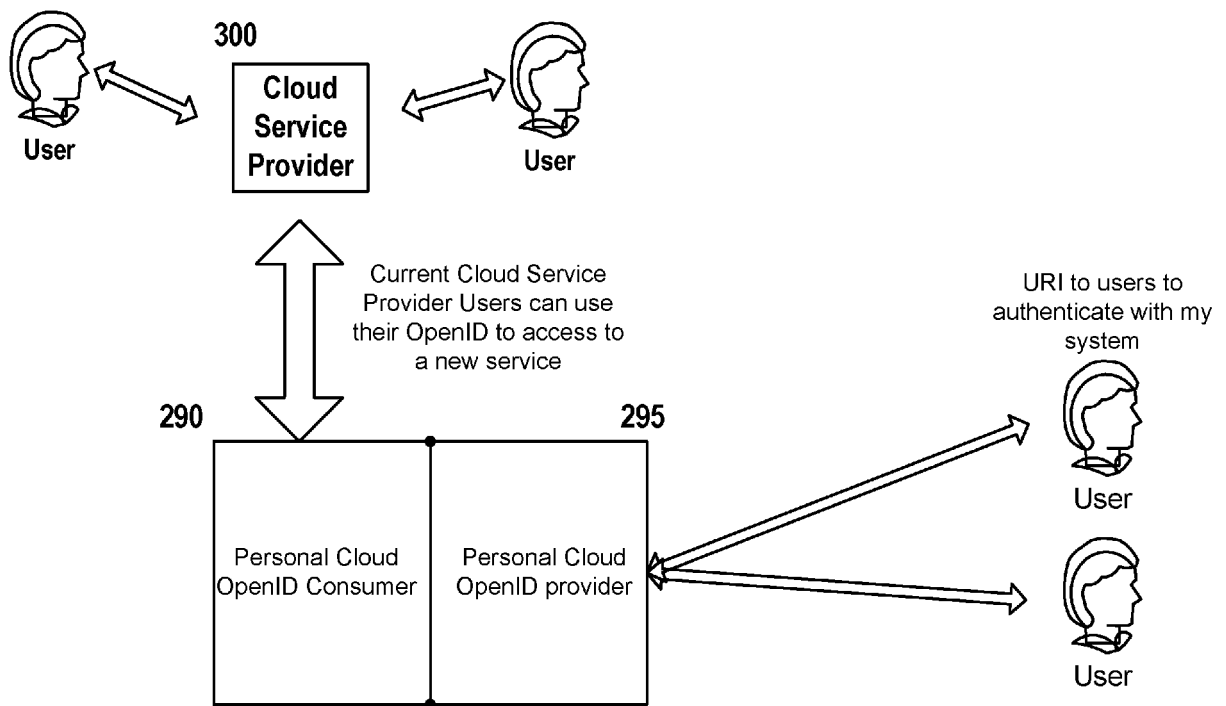 300
Cloud
Service
Provider
User
User
Current Cloud Service
Provider Users can use
their OpenID to access to
a new service
URI to users to
authenticate with my
system
290
295
User
Personal Cloud
OpenID Consumer
Personal Cloud
OpenID provider
User